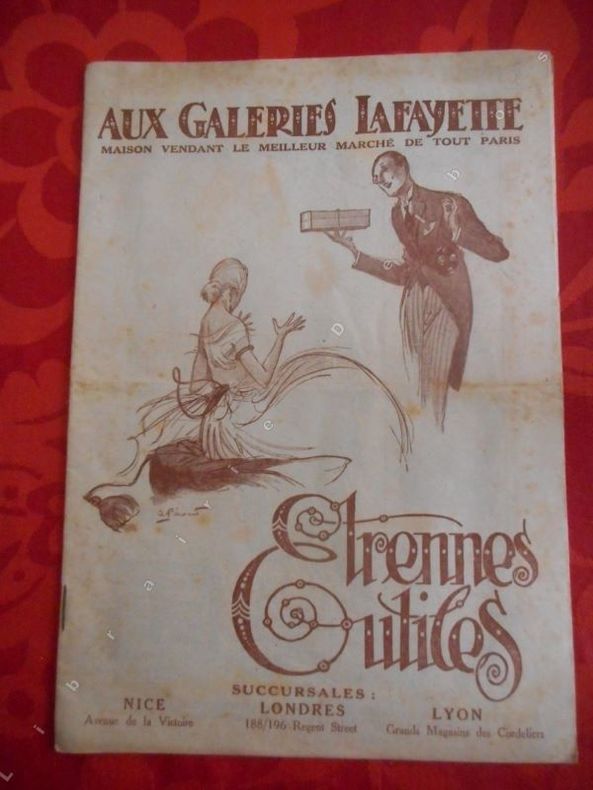 AUX GALERIES LAFAYETTE
MAISON VENDANT LE MEILLEUR MARCHÉ DE TOUT PARIS
Etrennes
Utiles
SUCCURSALES :
NICE
Avenue de la Victoire
LONDRES
188/196 Regent Street
LYON
Grands Magasins des Cordeliers